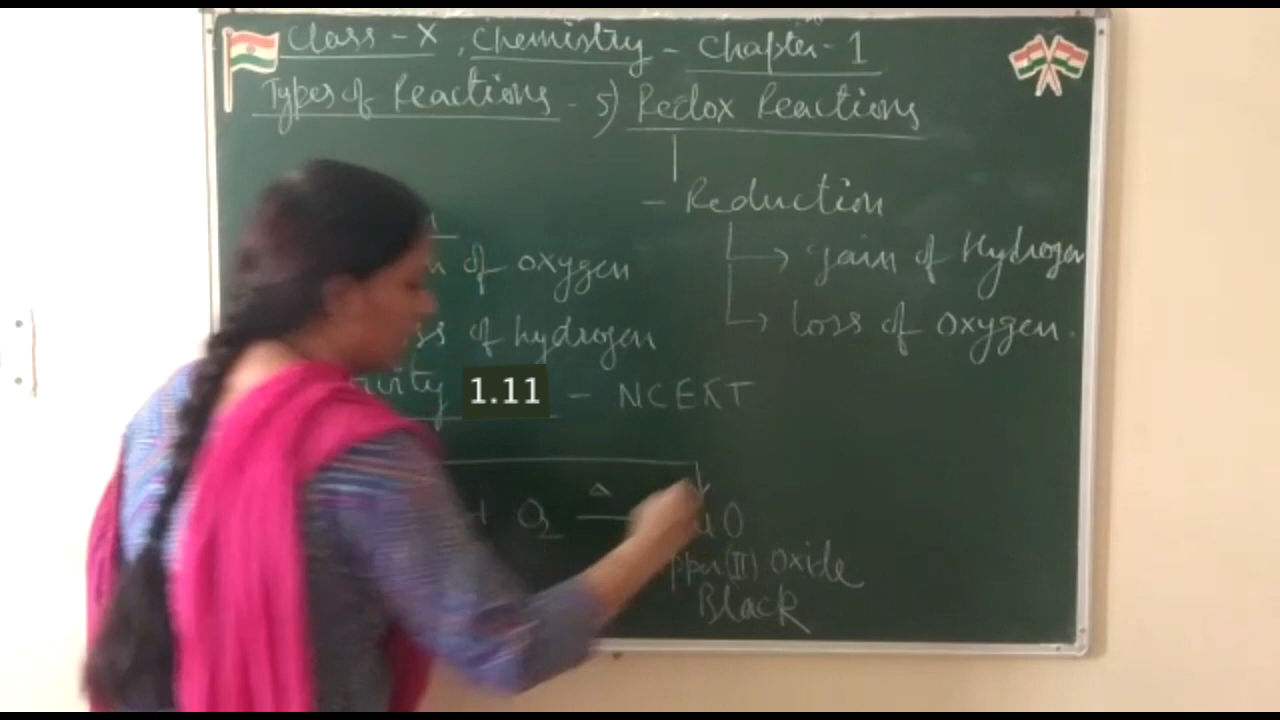 Class - X, Chemistry - Chapter - 1
Types of Reactions - 5) Redox Reactions
- Reduction
of oxygen
→ gain of Hydrogen
of hydrogen
→ loss of oxygen.
1.11 - NCERT
+ O2 Δ O
(II) Oxide
Black